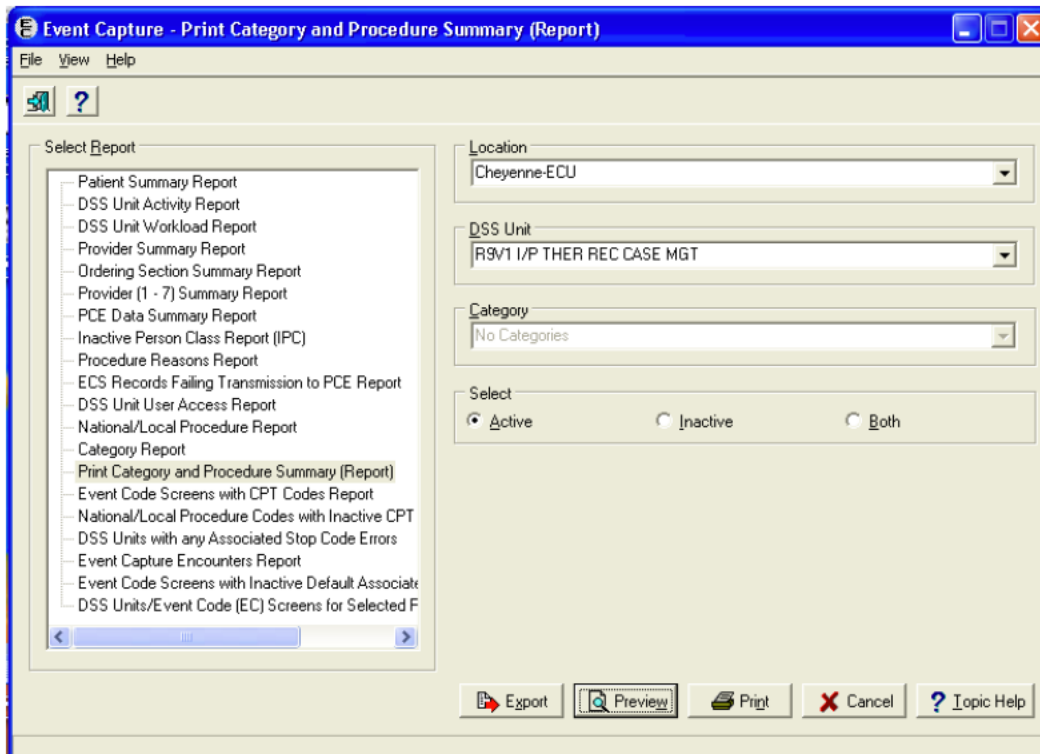 Event Capture - Print Category and Procedure Summary (Report)
File View Help
Select Report
Patient Summary Report
DSS Unit Activity Report
DSS Unit Workload Report
Provider Summary Report
Ordering Section Summary Report
Provider (1 - 7) Summary Report
PCE Data Summary Report
Inactive Person Class Report (IPC)
Procedure Reasons Report
ECS Records Failing Transmission to PCE Report
DSS Unit User Access Report
National/Local Procedure Report
Category Report
Print Category and Procedure Summary (Report)
Event Code Screens with CPT Codes Report
National/Local Procedure Codes with Inactive CPT
DSS Units with any Associated Stop Code Errors
Event Capture Encounters Report
Event Code Screens with Inactive Default Associate
DSS Units/Event Code (EC) Screens for Selected F
Location
Cheyenne-ECU
DSS Unit
R9V1 I/P THER REC CASE MGT
Category
No Categories
Select
Active Inactive Both
Export Preview Print Cancel ? Topic Help